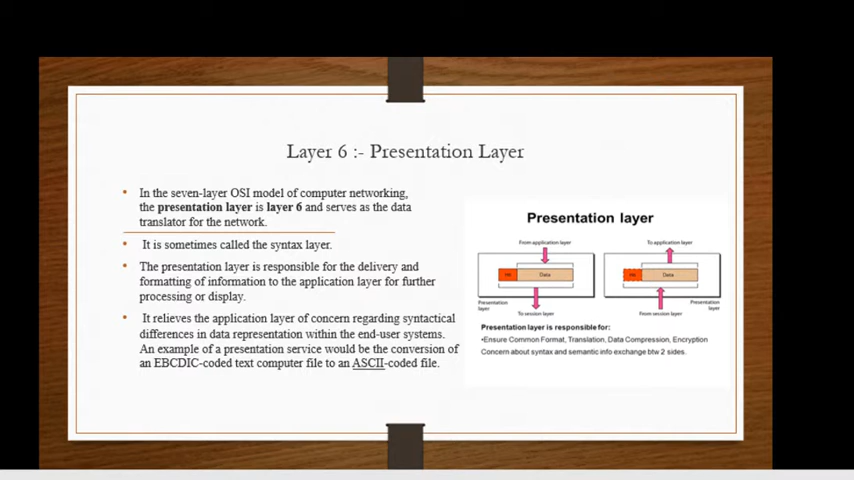 Layer 6 :- Presentation Layer
In the seven-layer OSI model of computer networking,
the presentation layer is layer 6 and serves as the data
translator for the network.
It is sometimes called the syntax layer.
The presentation layer is responsible for the delivery and
formatting of information to the application layer for further
processing or display.
It relieves the application layer of concern regarding syntactical
differences in data representation within the end-user systems.
An example of a presentation service would be the conversion of
an EBCDIC-coded text computer file to an ASCII-coded file.
Presentation layer
From application layer
To application layer
Data
Data
Presentation
layer
Presentation
layer
To session layer
From session layer
Presentation layer is responsible for:
•Ensure Common Format, Translation, Data Compression, Encryption
Concern about syntax and semantic info exchange btw 2 sides.